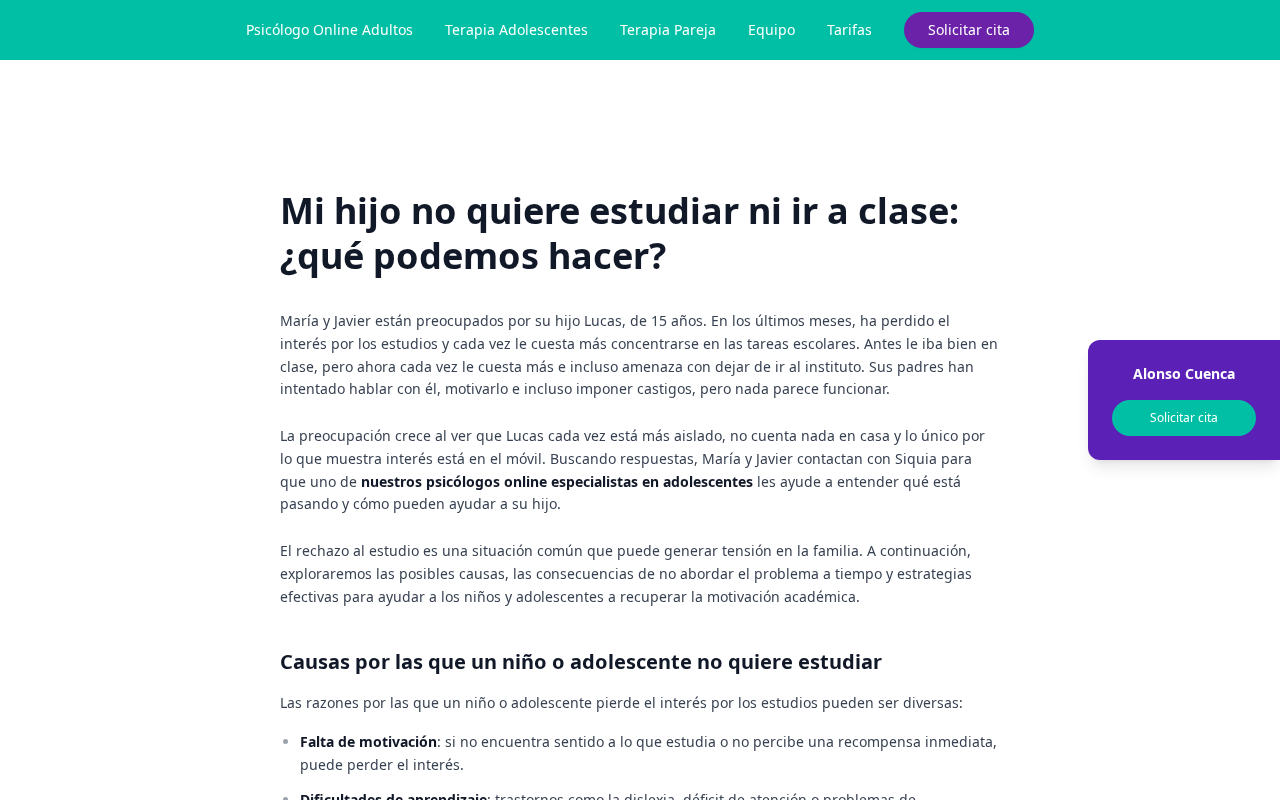 Psicólogo Online Adultos Terapia Adolescentes Terapia Pareja Equipo Tarifas Solicitar cita
Mi hijo no quiere estudiar ni ir a clase:
¿qué podemos hacer?
María y Javier están preocupados por su hijo Lucas, de 15 años. En los últimos meses, ha perdido el
interés por los estudios y cada vez le cuesta más concentrarse en las tareas escolares. Antes le iba bien en
clase, pero ahora cada vez le cuesta más e incluso amenaza con dejar de ir al instituto. Sus padres han
intentado hablar con él, motivarlo e incluso imponer castigos, pero nada parece funcionar.
Alonso Cuenca
Solicitar cita
La preocupación crece al ver que Lucas cada vez está más aislado, no cuenta nada en casa y lo único por
lo que muestra interés está en el móvil. Buscando respuestas, María y Javier contactan con Siquia para
que uno de nuestros psicólogos online especialistas en adolescentes les ayude a entender qué está
pasando y cómo pueden ayudar a su hijo.
El rechazo al estudio es una situación común que puede generar tensión en la familia. A continuación,
exploraremos las posibles causas, las consecuencias de no abordar el problema a tiempo y estrategias
efectivas para ayudar a los niños y adolescentes a recuperar la motivación académica.
Causas por las que un niño o adolescente no quiere estudiar
Las razones por las que un niño o adolescente pierde el interés por los estudios pueden ser diversas:
Falta de motivación: si no encuentra sentido a lo que estudia o no percibe una recompensa inmediata,
puede perder el interés.
Dificultades de aprendizaje: trastornos como la dislexia, déficit de atención o problemas de